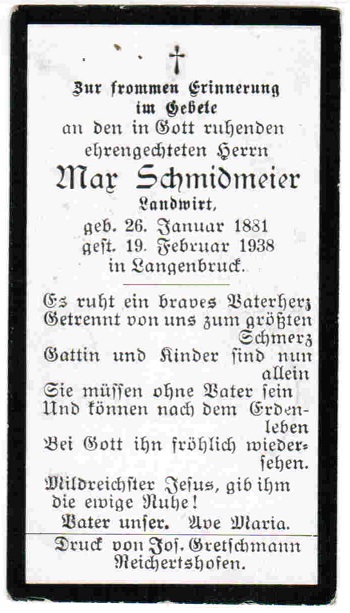 Zur frommen Erinnerung
im Gebete
an den in Gott ruhenden
ehrengechteten Herrn
Max Schmidmeier
Landwirt,
geb. 26. Januar 1881
gest. 19. Februar 1938
in Langenbruck.
Es ruht ein braves Vaterherz
Getrennt von uns zum größten
Schmerz
Gattin und Kinder sind nun
allein
Sie müssen ohne Vater sein
Und können nach dem Erden-
leben
Bei Gott ihn fröhlich wieder-
sehen.
Mildreichster Jesus, gib ihm
die ewige Ruhe!
Vater unser. Ave Maria.
Druck von Jos. Gretschmann
Reichertshofen.